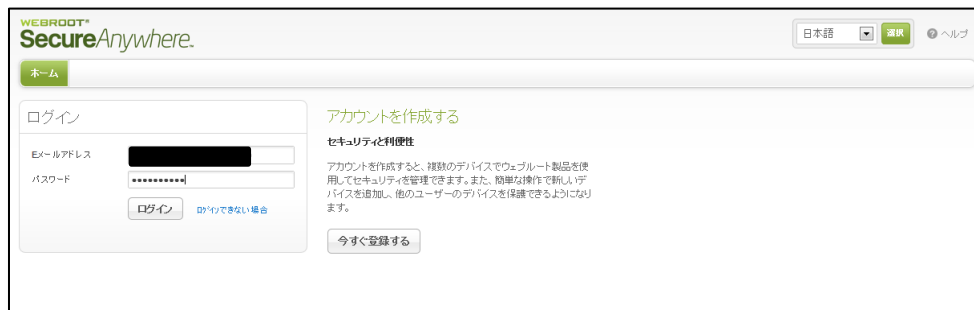 WEBROOT®
SecureAnywhere™
日本語
選択
ヘルプ
ホーム
ログイン
Eメールアドレス
パスワード
ログイン
ログインできない場合
アカウントを作成する
セキュリティと利便性
アカウントを作成すると、複数のデバイスでウェブルート製品を使
用してセキュリティを管理できます。また、簡単な操作で新しいデ
バイスを追加し、他のユーザーのデバイスを保護できるようになり
ます。
今すぐ登録する